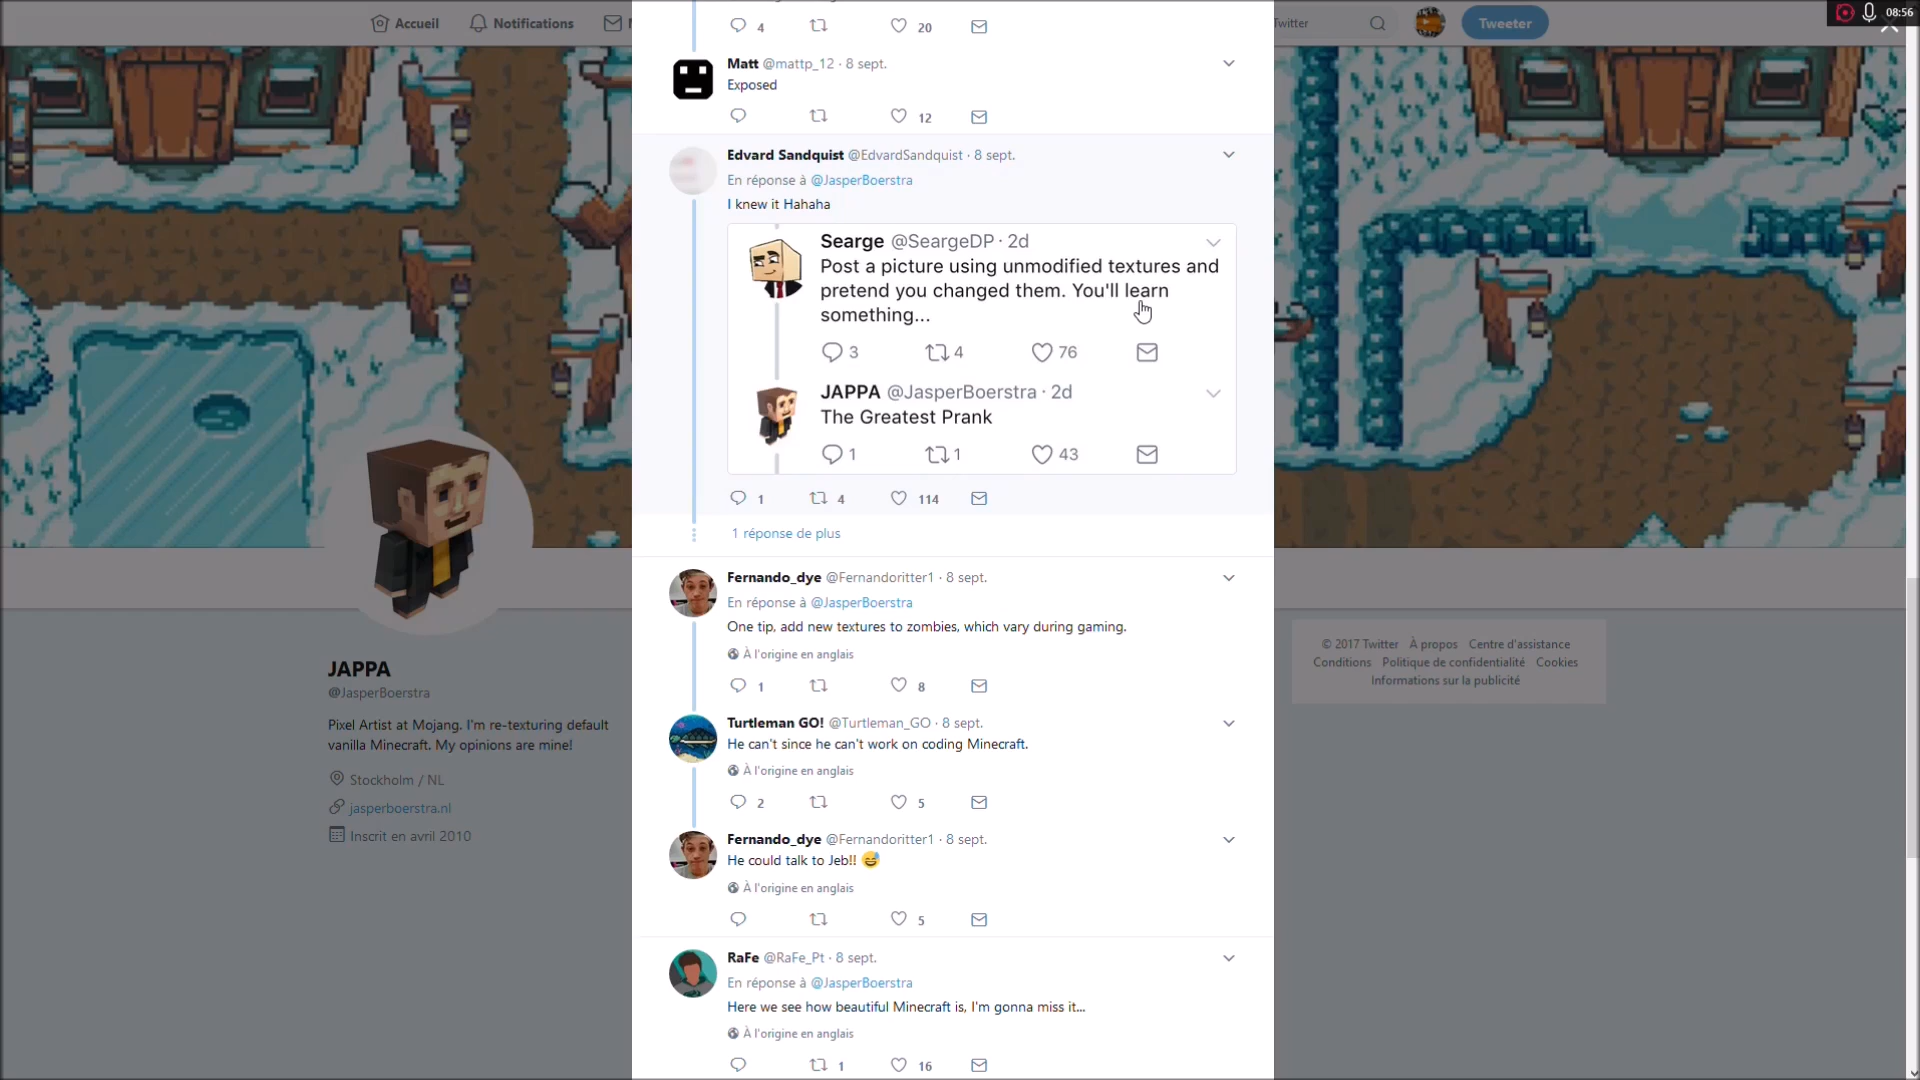 Accueil
Notifications
Twitter
Tweeter
08:56
4
20
Matt @mattp_12 · 8 sept.
Exposed
12
Edvard Sandquist @EdvardSandquist · 8 sept.
En réponse à @JasperBoerstra
I knew it Hahaha
Searge @SeargeDP · 2d
Post a picture using unmodified textures and
pretend you changed them. You'll learn
something...
3 4 76
JAPPA @JasperBoerstra · 2d
The Greatest Prank
1 1 43
1 4 114
1 réponse de plus
Fernando_dye @Fernandoritter1 · 8 sept.
En réponse à @JasperBoerstra
One tip, add new textures to zombies, which vary during gaming.
À l'origine en anglais
1 8
Turtleman GO! @Turtleman_GO · 8 sept.
He can't since he can't work on coding Minecraft.
À l'origine en anglais
2 5
Fernando_dye @Fernandoritter1 · 8 sept.
He could talk to Jeb!! 😅
À l'origine en anglais
5
RaFe @RaFe_Pt · 8 sept.
En réponse à @JasperBoerstra
Here we see how beautiful Minecraft is, I'm gonna miss it...
À l'origine en anglais
1 16
JAPPA
@JasperBoerstra
Pixel Artist at Mojang. I'm re-texturing default
vanilla Minecraft. My opinions are mine!
Stockholm / NL
jasperboerstra.nl
Inscrit en avril 2010
© 2017 Twitter À propos Centre d'assistance
Conditions Politique de confidentialité Cookies
Informations sur la publicité